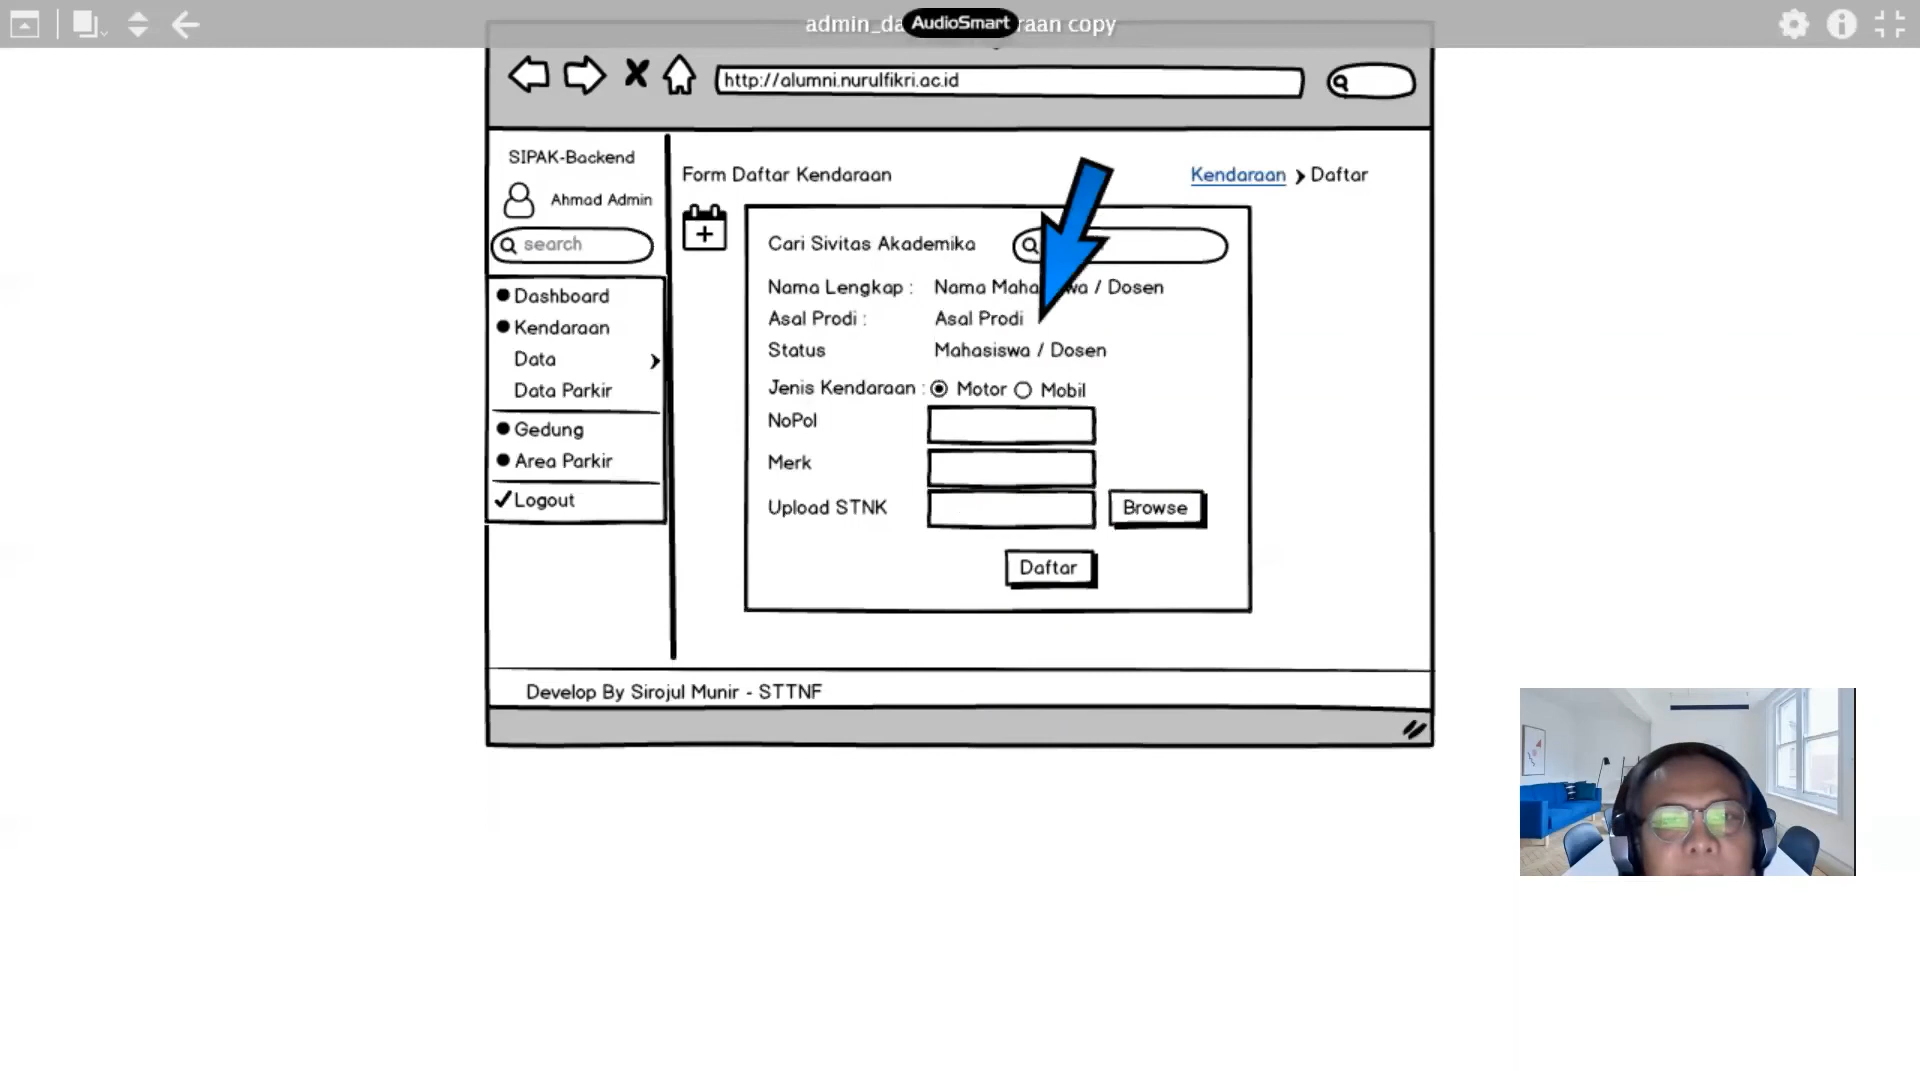 admin_da
AudioSmart
raan copy
http://alumni.nurulfikri.ac.id
SIPAK-Backend
Ahmad Admin
search
Dashboard
Kendaraan
Data
Data Parkir
Gedung
Area Parkir
Logout
Form Daftar Kendaraan
Kendaraan > Daftar
Cari Sivitas Akademika
Nama Lengkap : Nama Maha wa / Dosen
Asal Prodi : Asal Prodi
Status Mahasiswa / Dosen
Jenis Kendaraan : Motor Mobil
NoPol
Merk
Upload STNK Browse
Daftar
Develop By Sirojul Munir - STTNF